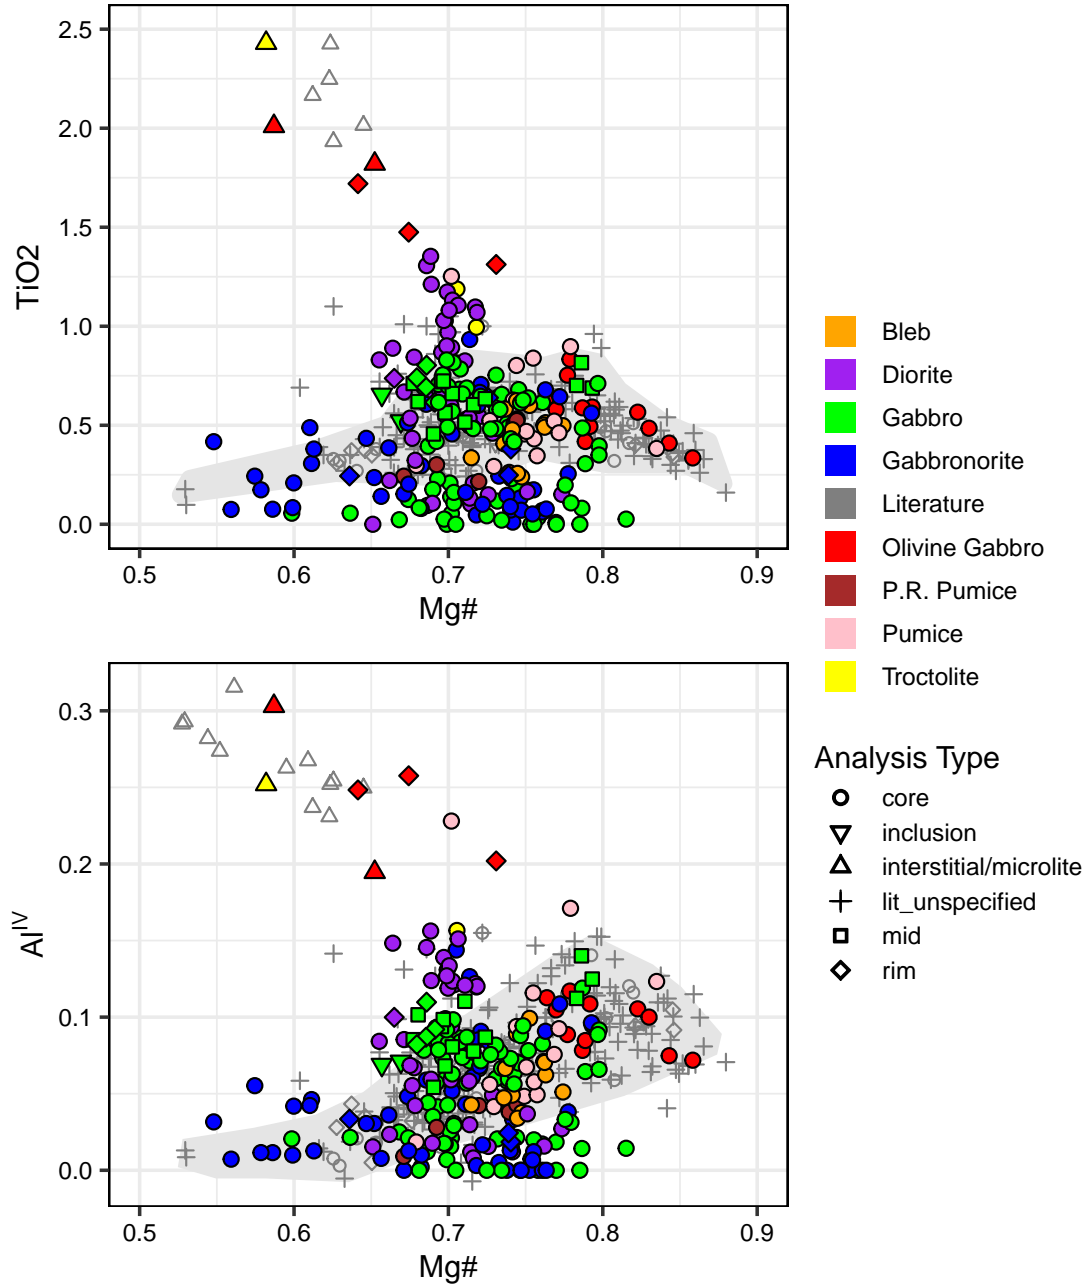 2.5
2.0
1.5
1.0
0.5
0.0
TiO2
0.5 0.6 0.7 0.8 0.9
Mg#
0.3
0.2
0.1
0.0
Al^IV
0.5 0.6 0.7 0.8 0.9
Mg#
Bleb
Diorite
Gabbro
Gabbronorite
Literature
Olivine Gabbro
P.R. Pumice
Pumice
Troctolite
Analysis Type
core
inclusion
interstitial/microlite
lit_unspecified
mid
rim